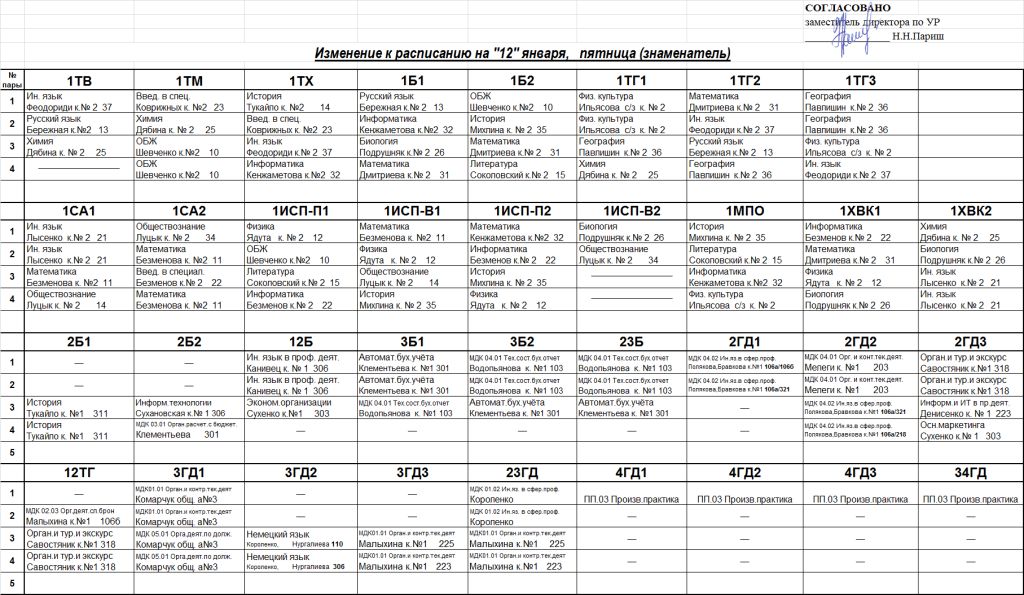 СОГЛАСОВАНО
заместитель директора по УР
Н.Н.Париш
Изменение к расписанию на "12" января, пятница (знаменатель)
№ пары 1ТВ 1ТМ 1ТХ 1Б1 1Б2 1ТГ1 1ТГ2 1ТГ3
1 Ин. язык Введ. в спец. История Русский язык ОБЖ Физ. культура Математика География
Феодориди к.№ 2 37 Коврижных к. №2 23 Тукайло к. №2 14 Бережная к.№ 2 13 Шевченко к.№2 10 Ильясова с/з к. № 2 Дмитриева к.№ 2 31 Павлишин к. № 2 36
2 Русский язык Химия Введ. в спец. Информатика История Физ. культура Ин. язык География
Бережная к.№2 13 Дябина к. № 2 25 Коврижных к.№2 23 Кенжаметова к.№2 32 Михлина к. № 2 35 Ильясова с/з к. № 2 Феодориди к.№ 2 37 Павлишин к. № 2 36
3 Химия ОБЖ Ин. язык Биология Математика География Русский язык Физ. культура
Дябина к. № 2 25 Шевченко к.№2 10 Феодориди к.№ 2 37 Подрушняк к.№ 2 26 Дмитриева к.№ 2 31 Павлишин к.№ 2 36 Бережная к.№ 2 13 Ильясова с/з к. № 2
4 ОБЖ Информатика Математика Литература Химия География Ин. язык
Шевченко к.№2 10 Кенжаметова к.№2 32 Дмитриева к.№ 2 31 Соколовский к.№ 2 15 Дябина к.№ 2 25 Павлишин к.№ 2 36 Феодориди к.№ 2 37
1СА1 1СА2 1ИСП-П1 1ИСП-В1 1ИСП-П2 1ИСП-В2 1МПО 1ХВК1 1ХВК2
1 Ин. язык Обществознание Физика Математика Математика Биология История Информатика Химия
Лысенко к.№ 2 21 Луцык к.№ 2 34 Ядута к. № 2 12 Безменова к.№ 2 11 Кенкаметова к№2 32 Подрушняк к.№ 2 26 Михлина к.№ 2 35 Безменова к.№ 2 22 Дябина к.№ 2 25
2 Ин. язык Математика ОБЖ Физика Информатика Обществознание Литература Математика Биология
Лысенко к.№ 2 21 Безменова к.№ 2 11 Шевченко к.№2 10 Ядута к. № 2 12 Безменова к.№ 2 22 Луцык к.№ 2 34 Соколовский к.№ 2 15 Дмитриева к.№ 2 31 Подрушняк к.№ 2 26
3 Математика Введ. в специал. Литература Обществознание История Информатика Физика Ин. язык
Безменова к.№2 11 Безменова к.№ 2 22 Соколовский к.№ 2 15 Луцык к.№ 2 14 Михлина к.№ 2 35 Кенжаметова к.№2 32 Ядута к. № 2 12 Лысенко к.№ 2 21
4 Обществознание Математика Информатика История Физика Физ. культура Биология Ин. язык
Луцык к.№ 2 14 Безменова к.№ 2 11 Безменова к.№ 2 22 Михлина к.№ 2 35 Ядута к. № 2 12 Ильясова с/з к. № 2 Подрушняк к.№ 2 26 Лысенко к.№ 2 21
2Б1 2Б2 12Б 3Б1 3Б2 23Б 2ГД1 2ГД2 2ГД3
1 — — Ин. язык в проф. деят. Автомат.бух.учёта МДК 04.01 Тех.сост.бух.отчет МДК 04.01 Тех.сост.бух.отчет МДК 04.02 Ин.яз.в сфер.проф. МДК 04.01 Орг. и конт.тек.деят. Орган.и тур.и экскурс
Канивец к. № 1 306 Клементьева к.№1 301 Водопьянова к. №1 103 Водопьянова к. №1 103 Полякова,Бравкова к.№1 106а/106б Мелеги к. №1 203 Савостяник к.№1 318
2 — — Ин. язык в проф. деят. Автомат.бух.учёта МДК 04.01 Тех.сост.бух.отчет МДК 04.01 Тех.сост.бух.отчет МДК 04.02 Ин.яз.в сфер.проф. МДК 04.01 Орг. и конт.тек.деят. Орган.и тур.и экскурс
Канивец к. № 1 306 Клементьева к.№1 301 Водопьянова к. №1 103 Водопьянова к. №1 103 Полякова,Бравкова к.№1 106а/321 Мелеги к. №1 203 Савостяник к.№1 318
3 История Информ.технологии Эконом.организации МДК 04.01 Тех.сост.бух.отчет Автомат.бух.учёта Автомат.бух.учёта — МДК 04.02 Ин.яз.в сфер.проф. Информ.и ИТ в пр.деят.
Тукайло к.№ 1 311 Сухановская к.№ 1 306 Сухенко к.№1 303 Водопьянова к. №1 103 Клементьева к.№1 301 Клементьева к.№1 301 Полякова,Бравкова к.№1 106а/321 Денисенко к.№ 1 223
4 История МДК 03.01 Орган.расчет.с бюджет. — — — — — МДК 04.02 Ин.яз.в сфер.проф. Осн.маркетинга
Тукайло к.№ 1 311 Клементьева 301 Полякова,Бравкова к.№1 106а/218 Сухенко к.№ 1 303
5
12ТГ 3ГД1 3ГД2 3ГД3 23ГД 4ГД1 4ГД2 4ГД3 34ГД
1 — МДК01.01 Орган.и контр.тек.деят — — МДК 01.02 Ин.яз. в сфер.проф. ПП.03 Произв.практика ПП.03 Произв.практика ПП.03 Произв.практика ПП.03 Произв.практика
Комарчук общ. а№3 Короленко
2 МДК 02.03 Орг.деят.сл.брон МДК01.01 Орган.и контр.тек.деят — — МДК 01.02 Ин.яз. в сфер.проф. — — — —
Малыхина к.№1 106б Комарчук общ. а№3 Короленко
3 Орган.и тур.и экскурс МДК 05.01 Орга.деят.по долж. Немецкий язык МДК01.01 Орган.и контр.тек.деят МДК01.01 Орган.и контр.тек.деят — — — —
Савостяник к.№1 318 Комарчук общ. а№3 Короленко, Нургалиева 110 Малыхина к.№1 225 Малыхина к.№1 225
4 Орган.и тур.и экскурс МДК 05.01 Орга.деят.по долж. Немецкий язык МДК01.01 Орган.и контр.тек.деят МДК01.01 Орган.и контр.тек.деят — — — —
Савостяник к.№1 318 Комарчук общ. а№3 Короленко, Нургалиева 306 Малыхина к.№1 223 Малыхина к.№1 223
5